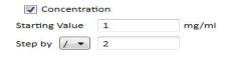 Concentration
Starting Value 1 mg/ml
Step by / 2